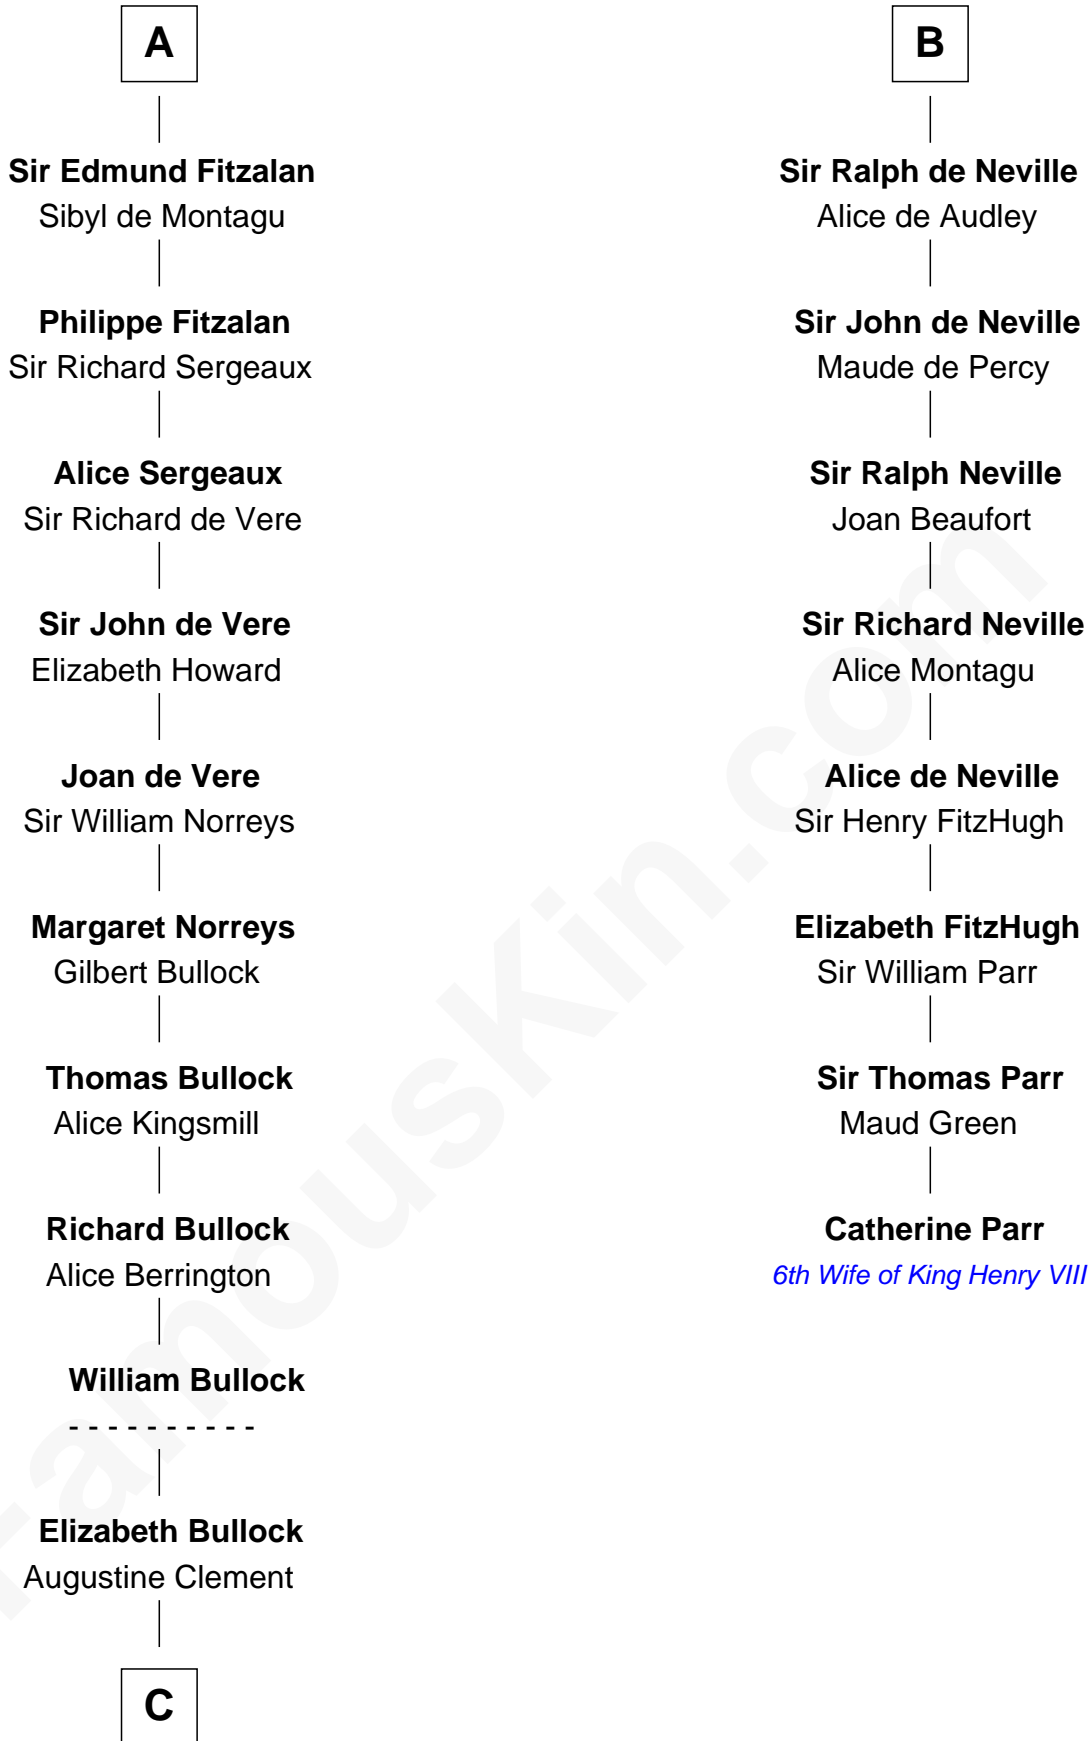 A
Sir Edmund Fitzalan
Sibyl de Montagu
Philippe Fitzalan
Sir Richard Sergeaux
Alice Sergeaux
Sir Richard de Vere
Sir John de Vere
Elizabeth Howard
Joan de Vere
Sir William Norreys
Margaret Norreys
Gilbert Bullock
Thomas Bullock
Alice Kingsmill
Richard Bullock
Alice Berrington
William Bullock
- - - - - - - - - -
Elizabeth Bullock
Augustine Clement
C
B
Sir Ralph de Neville
Alice de Audley
Sir John de Neville
Maude de Percy
Sir Ralph Neville
Joan Beaufort
Sir Richard Neville
Alice Montagu
Alice de Neville
Sir Henry FitzHugh
Elizabeth FitzHugh
Sir William Parr
Sir Thomas Parr
Maud Green
Catherine Parr
6th Wife of King Henry VIII
FamousKin.com